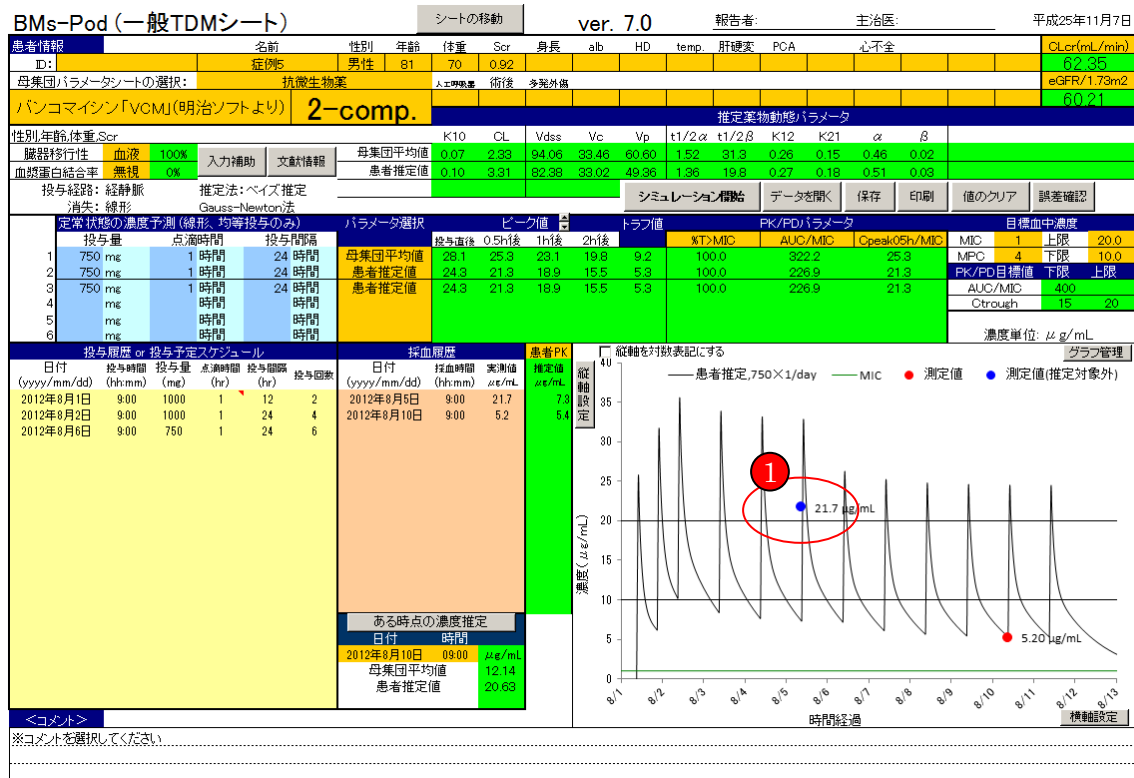 BMs-Pod (一般TDMシート) シートの移動 ver. 7.0 報告者: 主治医: 平成25年11月7日
患者情報 名前 性別 年齢 体重 Scr 身長 alb HD temp. 肝硬変 PCA 心不全 CLcr(mL/min)
ID: 症例5 男性 81 70 0.92 62.35
母集団パラメータシートの選択: 抗微生物薬 人工呼吸器 術後 多発外傷 eGFR/1.73m2
バンコマイシン「VCM」(明治ソフトより) 2-comp. 60.21
推定薬物動態パラメータ
性別,年齢,体重,Scr K10 CL Vdss Vc Vp t1/2α t1/2β K12 K21 α β
臓器移行性 血液 100% 入力補助 文献情報 母集団平均値 0.07 2.33 94.06 33.46 60.60 1.52 31.3 0.26 0.15 0.46 0.02
血漿蛋白結合率 無視 0% 患者推定値 0.10 3.31 82.38 33.02 49.36 1.36 19.8 0.27 0.18 0.51 0.03
投与経路: 経静脈 推定法: ベイズ推定 シミュレーション開始 データを開く 保存 印刷 値のクリア 誤差確認
消失: 線形 Gauss-Newton法
定常状態の濃度予測 (線形、均等投与のみ) パラメータ選択 ピーク値 トラフ値 PK/PDパラメータ 目標血中濃度
投与量 点滴時間 投与間隔 投与直後 0.5h後 1h後 2h後 %T>MIC AUC/MIC Cpeak05h/MIC MIC 1 上限 20.0
1 750 mg 1 時間 24 時間 母集団平均値 28.1 25.3 23.1 19.8 9.2 100.0 322.2 25.3 MPC 4 下限 10.0
2 750 mg 1 時間 24 時間 患者推定値 24.3 21.3 18.9 15.5 5.3 100.0 226.9 21.3 PK/PD目標値 下限 上限
3 750 mg 1 時間 24 時間 患者推定値 24.3 21.3 18.9 15.5 5.3 100.0 226.9 21.3 AUC/MIC 400
4 mg 時間 時間 Ctrough 15 20
5 mg 時間 時間
6 mg 時間 時間 濃度単位: μg/mL
投与履歴 or 投与予定スケジュール 採血履歴 患者PK 縦軸を対数表記にする グラフ管理
日付 投与時間 投与量 点滴時間 投与間隔 投与回数 日付 採血時間 実測値 推定値
(yyyy/mm/dd) (hh:mm) (mg) (hr) (hr) (yyyy/mm/dd) (hh:mm) μg/mL μg/mL
2012年8月1日 9:00 1000 1 12 2 2012年8月5日 9:00 21.7 7.3
2012年8月2日 9:00 1000 1 24 4 2012年8月10日 9:00 5.2 5.4
2012年8月6日 9:00 750 1 24 6
縦軸設定
患者推定,750×1/day MIC 測定値 測定値(推定対象外)
40
35
30
25
20
15
10
5
0
濃度(μg/mL)
1
21.7 μg/mL
5.20 μg/mL
8/1 8/2 8/3 8/4 8/5 8/6 8/7 8/8 8/9 8/10 8/11 8/12 8/13
時間経過 横軸設定
ある時点の濃度推定
日付 時間
2012年8月10日 09:00 μg/mL
母集団平均値 12.14
患者推定値 20.63
<コメント>
※コメントを選択してください